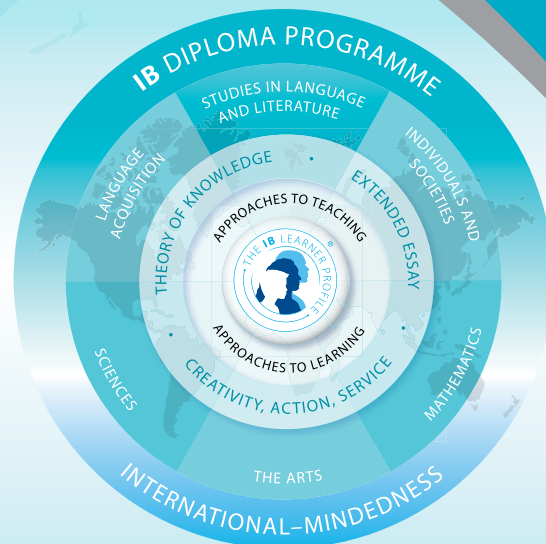 IB DIPLOMA PROGRAMME
STUDIES IN LANGUAGE
AND LITERATURE
LANGUAGE
ACQUISITION
INDIVIDUALS AND
SOCIETIES
THEORY OF KNOWLEDGE
EXTENDED ESSAY
APPROACHES TO TEACHING
• THE IB LEARNER PROFILE •
®
APPROACHES TO LEARNING
CREATIVITY, ACTION, SERVICE
SCIENCES
MATHEMATICS
THE ARTS
INTERNATIONAL–MINDEDNESS